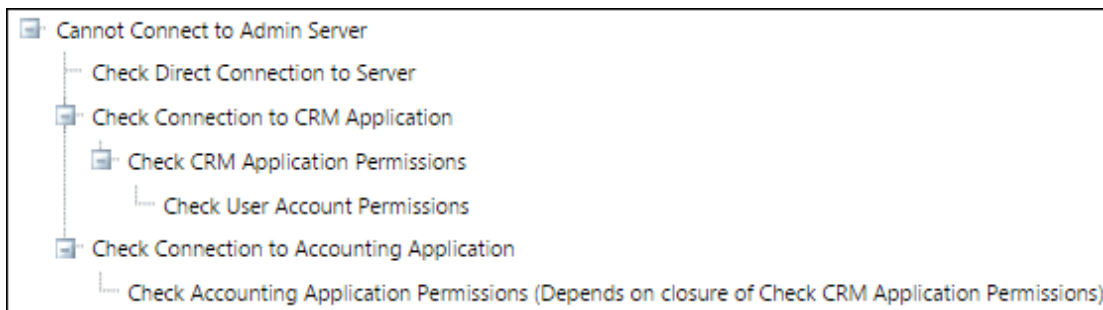 Cannot Connect to Admin Server
Check Direct Connection to Server
Check Connection to CRM Application
Check CRM Application Permissions
Check User Account Permissions
Check Connection to Accounting Application
Check Accounting Application Permissions (Depends on closure of Check CRM Application Permissions)